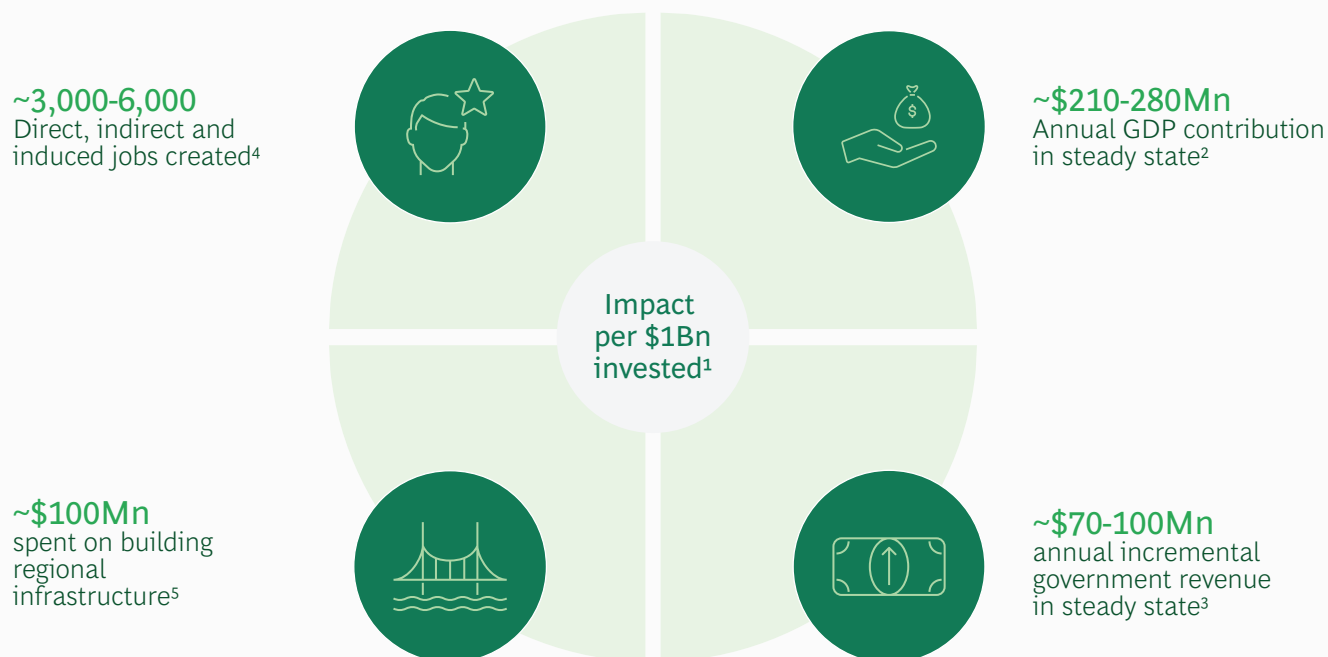 ~3,000-6,000
Direct, indirect and
induced jobs created⁴
~$210-280Mn
Annual GDP contribution
in steady state²
$
Impact
per $1Bn
invested¹
~$100Mn
spent on building
regional
infrastructure⁵
~$70-100Mn
annual incremental
government revenue
in steady state³